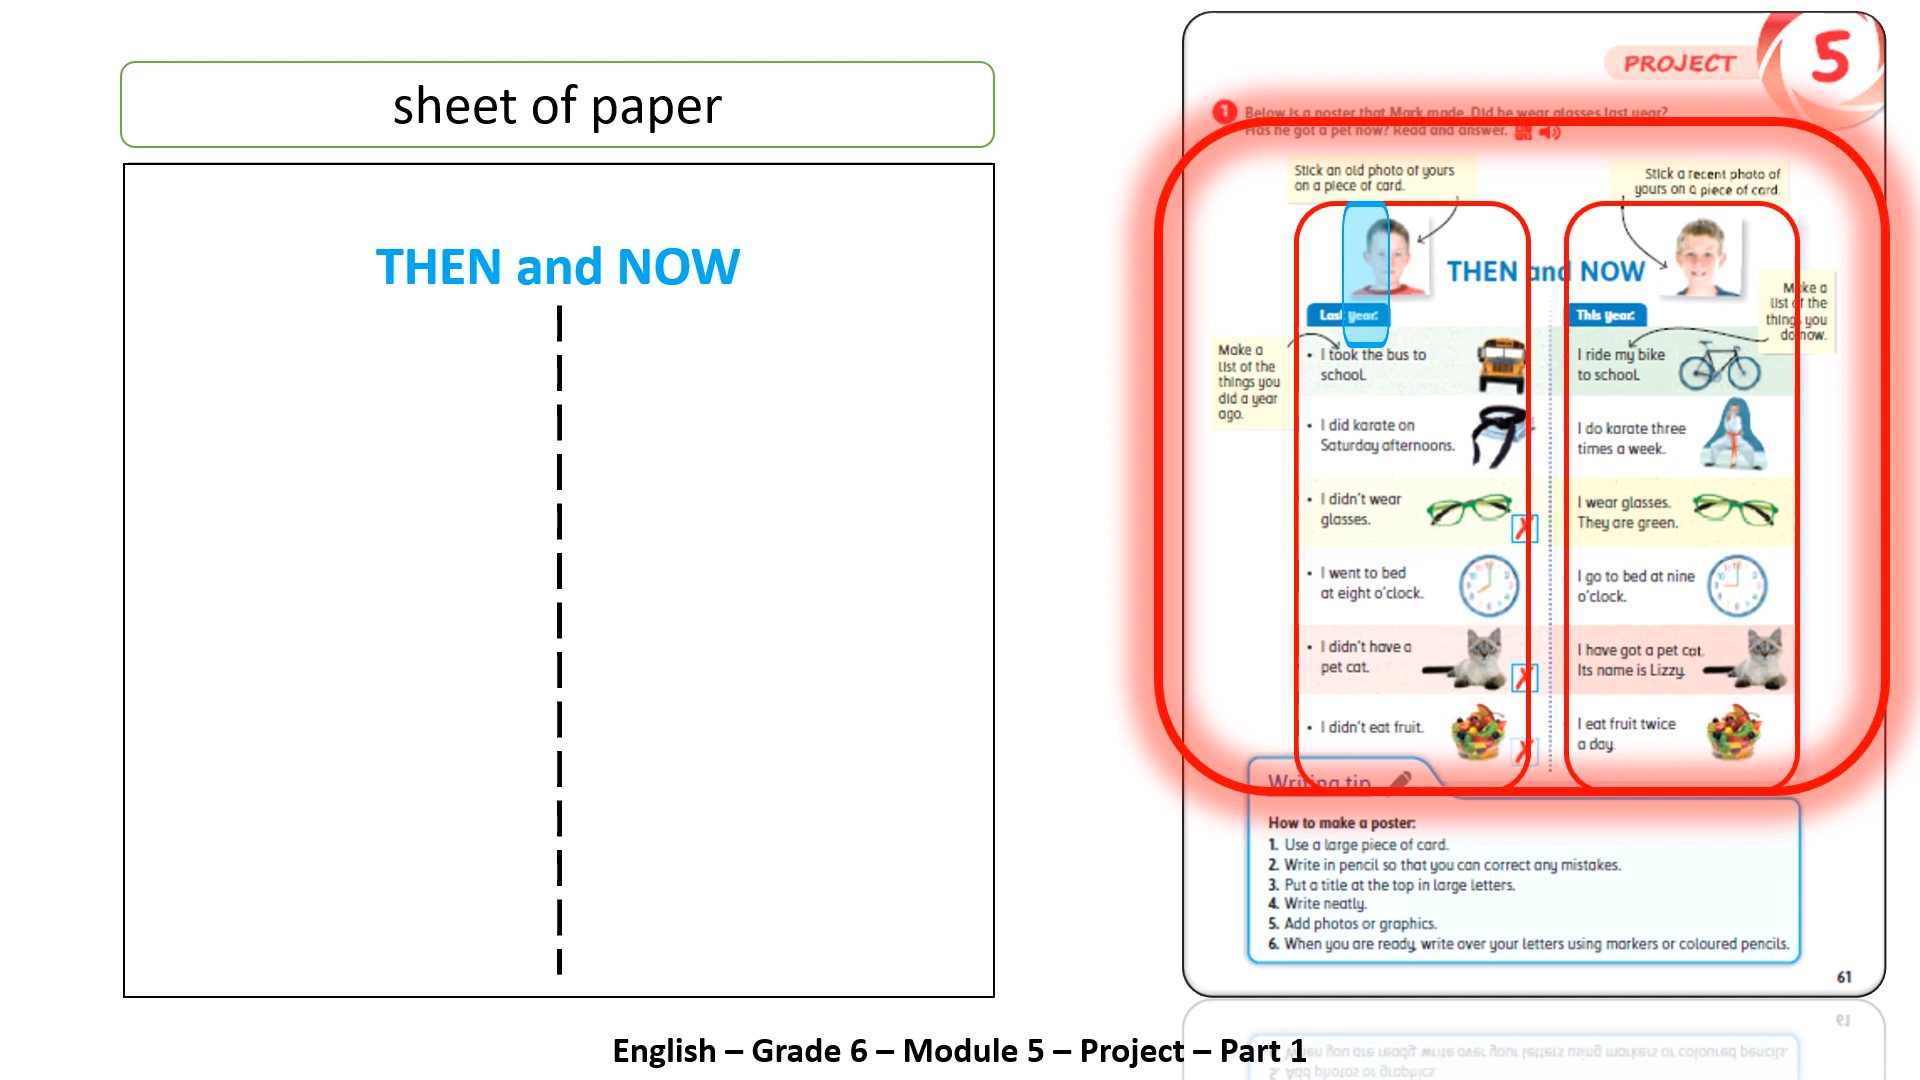 sheet of paper
THEN and NOW
PROJECT
5
1 Below is a poster that Mark made. Did he wear glasses last year?
Has he got a pet now? Read and answer.
Stick an old photo of yours
on a piece of card.
Stick a recent photo of
yours on a piece of card.
THEN and NOW
Make a
list of the
things you
do now.
Last year:
This year:
Make a
list of the
things you
did a year
ago.
• I took the bus to
school.
I ride my bike
to school.
• I did karate on
Saturday afternoons.
I do karate three
times a week.
• I didn't wear
glasses.
I wear glasses.
They are green.
• I went to bed
at eight o'clock.
I go to bed at nine
o'clock.
• I didn't have a
pet cat.
I have got a pet cat.
Its name is Lizzy.
• I didn't eat fruit.
I eat fruit twice
a day.
Writing tip
How to make a poster:
1. Use a large piece of card.
2. Write in pencil so that you can correct any mistakes.
3. Put a title at the top in large letters.
4. Write neatly.
5. Add photos or graphics.
6. When you are ready, write over your letters using markers or coloured pencils.
61
English – Grade 6 – Module 5 – Project – Part 1